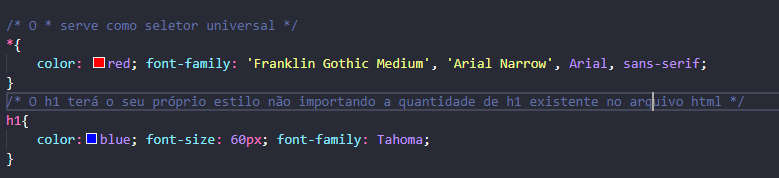 /* O * serve como seletor universal */
*{
color: red; font-family: 'Franklin Gothic Medium', 'Arial Narrow', Arial, sans-serif;
}
/* O h1 terá o seu próprio estilo não importando a quantidade de h1 existente no arquivo html */
h1{
color:blue; font-size: 60px; font-family: Tahoma;
}